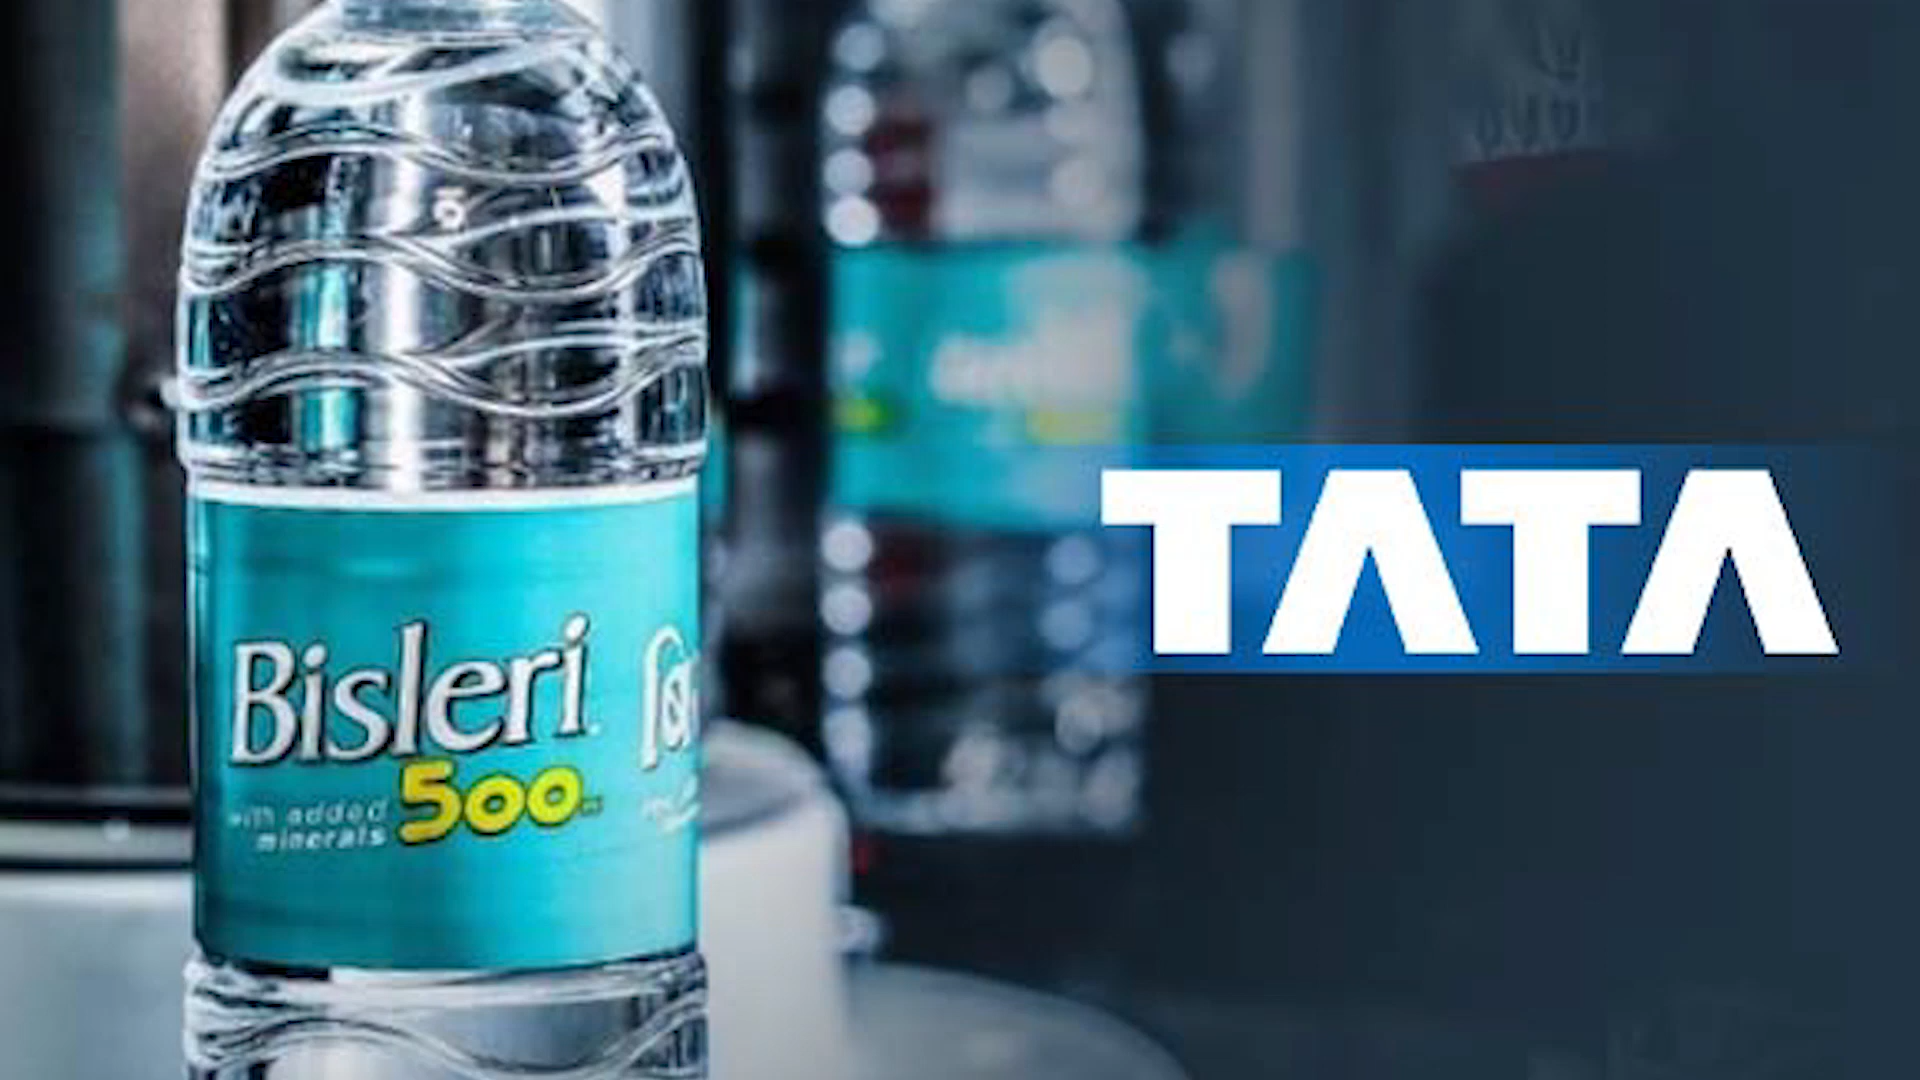 Bisleri
with added
minerals
500
TATA